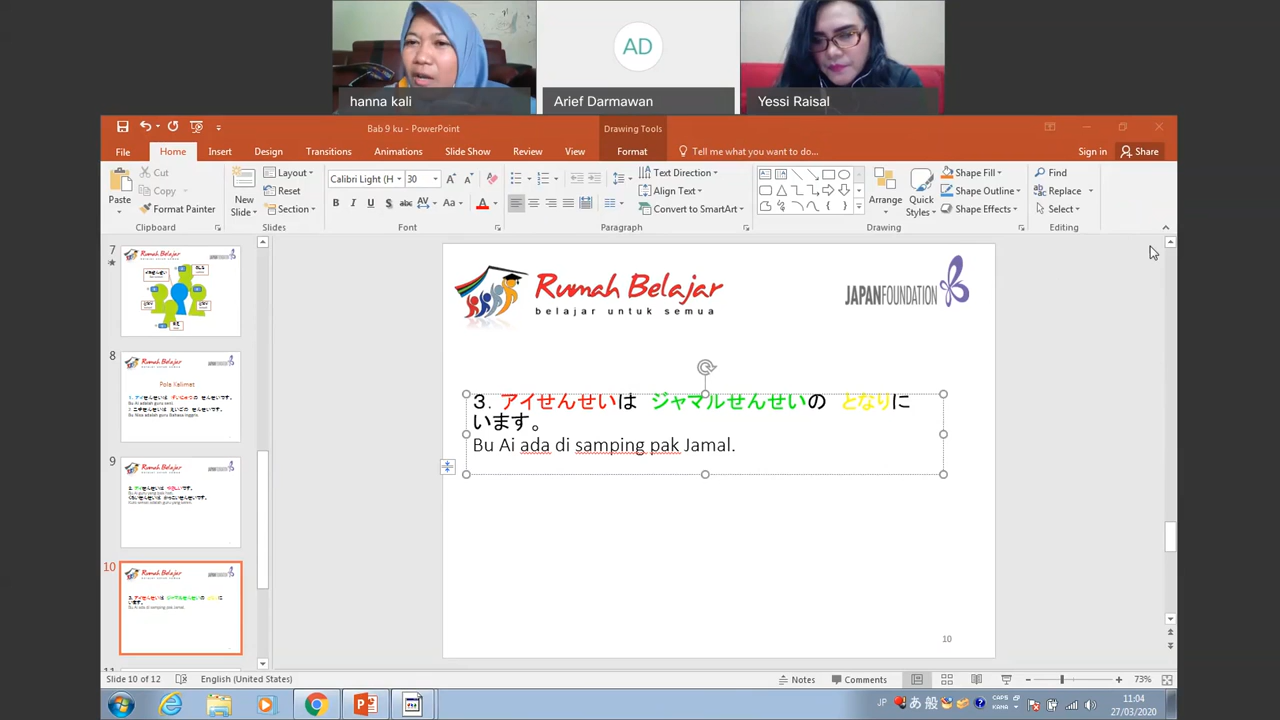 AD
hanna kali
Arief Darmawan
Yessi Raisal
Bab 9 ku - PowerPoint
Drawing Tools
File
Home
Insert
Design
Transitions
Animations
Slide Show
Review
View
Format
Tell me what you want to do...
Sign in
Share
Paste
Cut
Copy
Format Painter
Clipboard
New Slide
Layout
Reset
Section
Slides
Calibri Light (H
30
Font
Text Direction
Align Text
Convert to SmartArt
Paragraph
Arrange
Quick Styles
Shape Fill
Shape Outline
Shape Effects
Drawing
Find
Replace
Select
Editing
7
8
Pola Kalimat
9
10
Rumah Belajar
belajar untuk semua
JAPANFOUNDATION
3. アイせんせいは ジャマルせんせいの となりに
います。
Bu Ai ada di samping pak Jamal.
10
Slide 10 of 12
English (United States)
Notes
Comments
73%
JP
あ 般
CAPS
KANA
11:04
27/03/2020